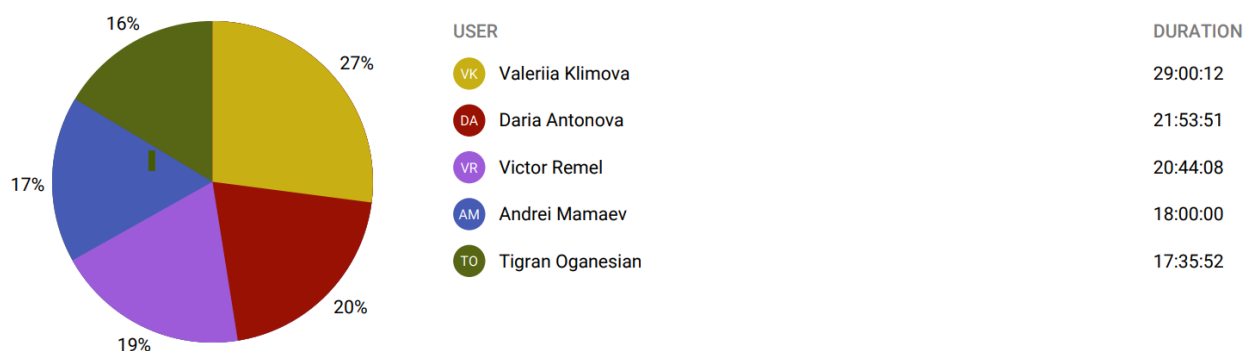 16%
27%
17%
20%
19%
USER DURATION
VK Valeriia Klimova 29:00:12
DA Daria Antonova 21:53:51
VR Victor Remel 20:44:08
AM Andrei Mamaev 18:00:00
TO Tigran Oganesian 17:35:52